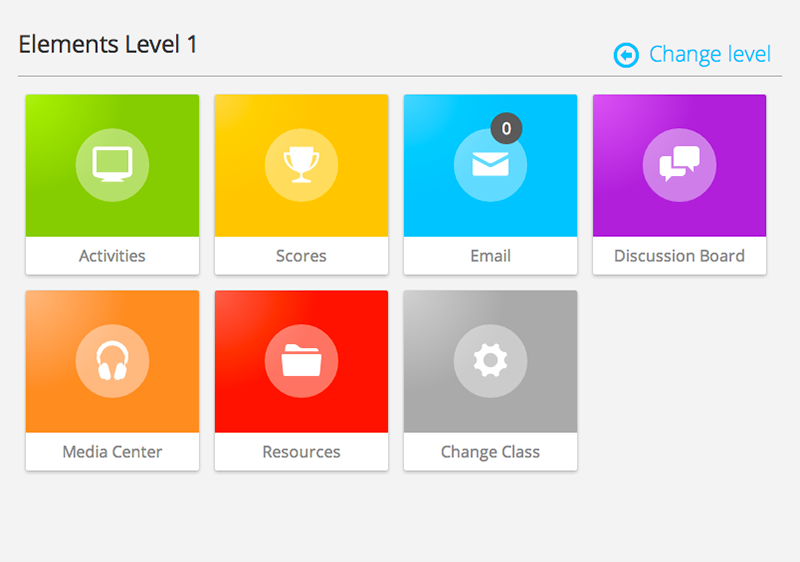 Elements Level 1
Change level
0
Activities
Scores
Email
Discussion Board
Media Center
Resources
Change Class